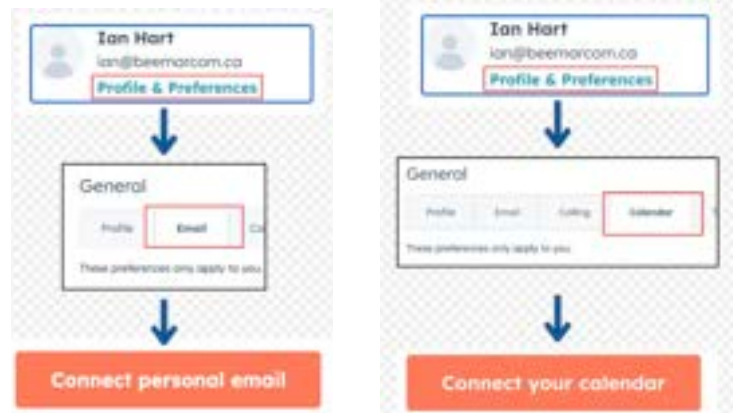 Ian Hart
ian@beemarcom.ca
Profile & Preferences
General
Profile Email
These preferences only apply to you.
Connect personal email
Ian Hart
ian@beemarcom.ca
Profile & Preferences
General
Profile Email Calling Calendar
These preferences only apply to you.
Connect your calendar